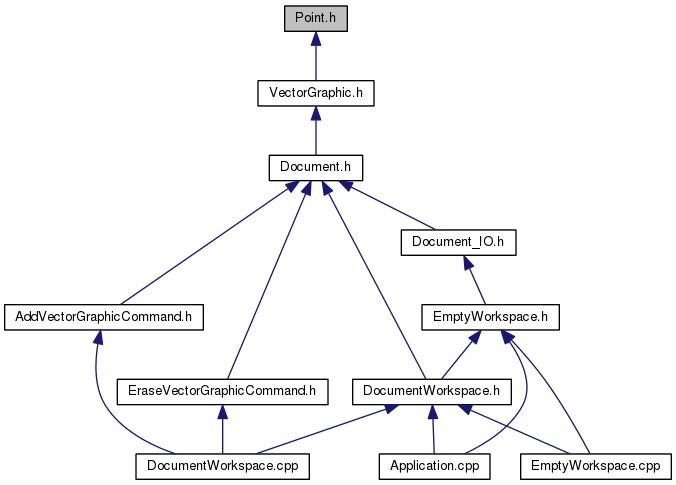 Point.h
VectorGraphic.h
Document.h
Document_IO.h
AddVectorGraphicCommand.h
EmptyWorkspace.h
EraseVectorGraphicCommand.h
DocumentWorkspace.h
DocumentWorkspace.cpp
Application.cpp
EmptyWorkspace.cpp